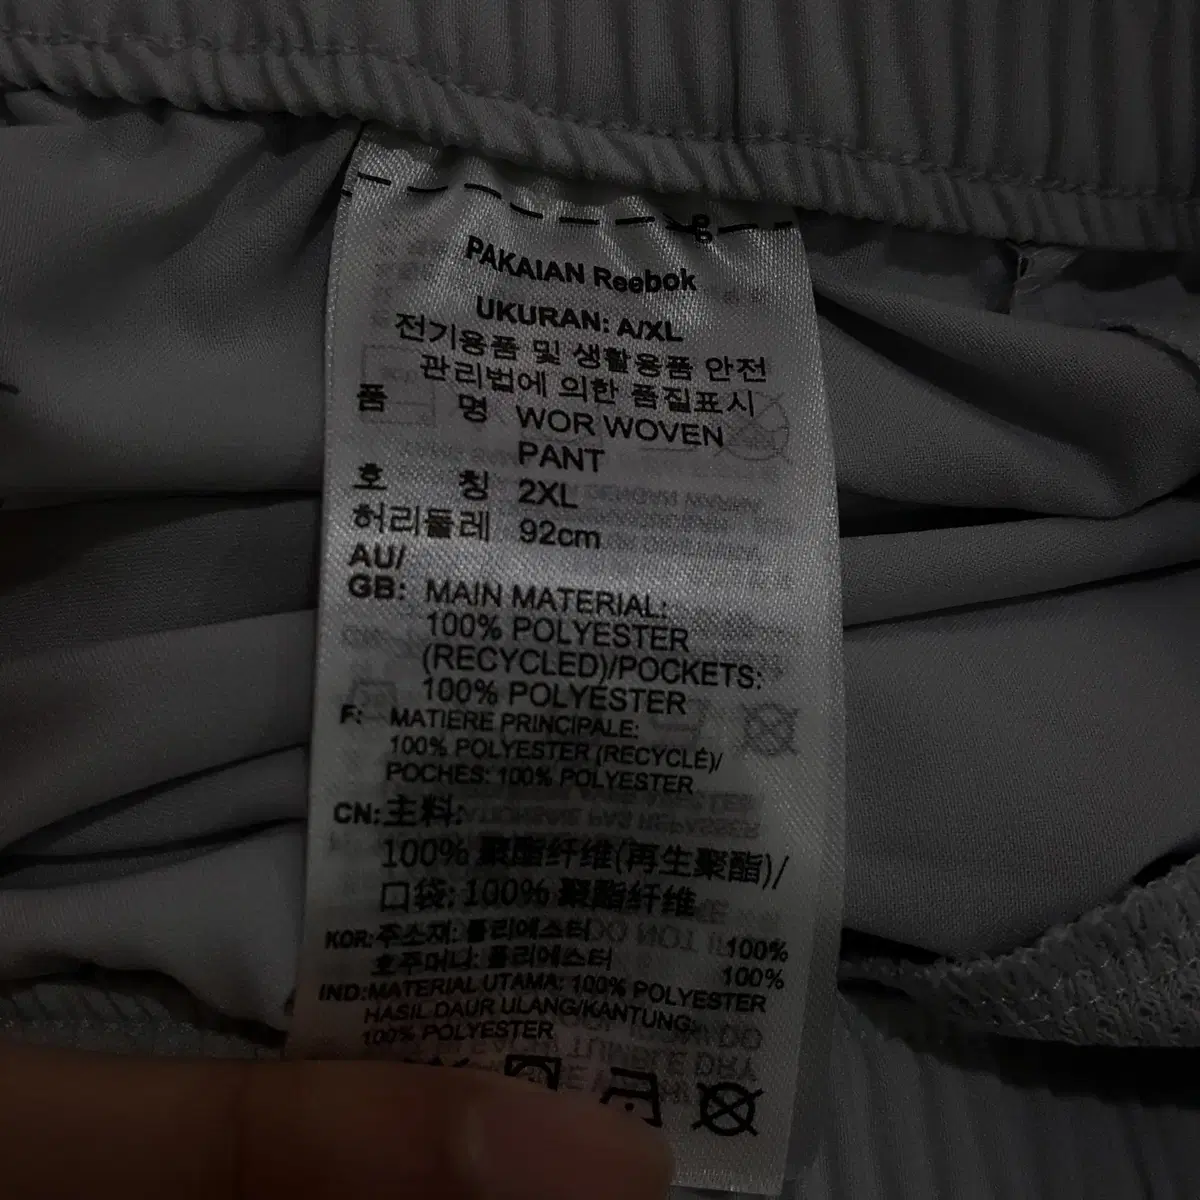 PAKAIAN Reebok
UKURAN: A/XL
전기용품 및 생활용품 안전
관리법에 의한 품질표시
품 명 WOR WOVEN
PANT
호 칭 2XL
허리둘레 92cm
AU/
GB: MAIN MATERIAL:
100% POLYESTER
(RECYCLED)/POCKETS:
100% POLYESTER
F: MATIERE PRINCIPALE:
100% POLYESTER (RECYCLÉ)/
POCHES: 100% POLYESTER
CN: 主料:
100% 聚酯纤维(再生聚酯)/
口袋: 100% 聚酯纤维
KOR: 주소재: 폴리에스터 100%
호주머니: 폴리에스터 100%
IND: MATERIAL UTAMA: 100% POLYESTER
HASIL DAUR ULANG/KANTUNG:
100% POLYESTER